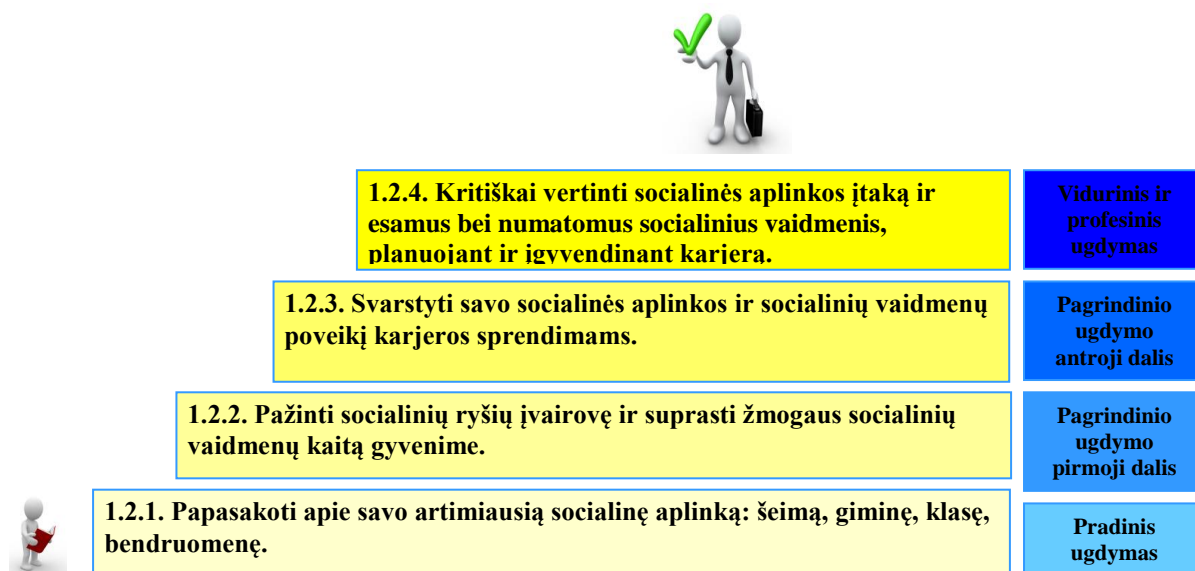 1.2.4. Kritiškai vertinti socialinės aplinkos įtaką ir
esamus bei numatomus socialinius vaidmenis,
planuojant ir įgyvendinant karjerą.
Vidurinis ir
profesinis
ugdymas
1.2.3. Svarstyti savo socialinės aplinkos ir socialinių vaidmenų
poveikį karjeros sprendimams.
Pagrindinio
ugdymo
antroji dalis
1.2.2. Pažinti socialinių ryšių įvairovę ir suprasti žmogaus socialinių
vaidmenų kaitą gyvenime.
Pagrindinio
ugdymo
pirmoji dalis
1.2.1. Papasakoti apie savo artimiausią socialinę aplinką: šeimą, giminę, klasę,
bendruomenę.
Pradinis
ugdymas